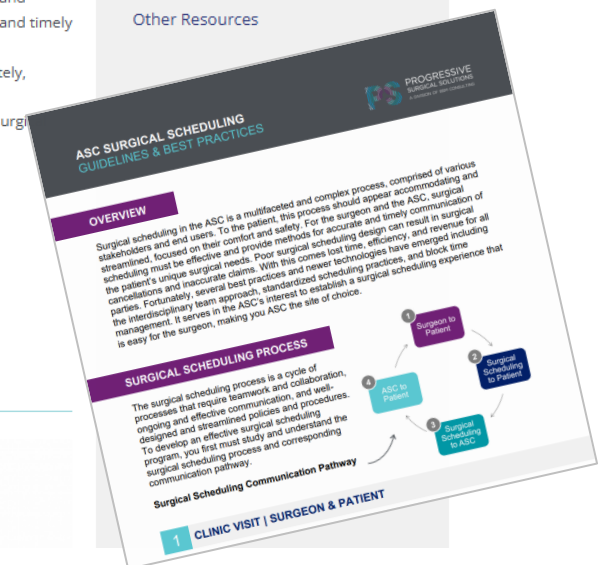 and
and timely
Other Resources
tely,
urgi
PROGRESSIVE
SURGICAL SOLUTIONS
A DIVISION OF BSM CONSULTING
ASC SURGICAL SCHEDULING
GUIDELINES & BEST PRACTICES
OVERVIEW
Surgical scheduling in the ASC is a multifaceted and complex process, comprised of various
stakeholders and end users. To the patient, this process should appear accommodating and
streamlined, focused on their comfort and safety. For the surgeon and the ASC, surgical
scheduling must be effective and provide methods for accurate and timely communication of
the patient's unique surgical needs. Poor surgical scheduling design can result in surgical
cancellations and inaccurate claims. With this comes lost time, efficiency, and revenue for all
parties. Fortunately, several best practices and newer technologies have emerged including
the interdisciplinary team approach, standardized scheduling practices, and block time
management. It serves in the ASC's interest to establish a surgical scheduling experience that
is easy for the surgeon, making you ASC the site of choice.
SURGICAL SCHEDULING PROCESS
The surgical scheduling process is a cycle of
processes that require teamwork and collaboration,
ongoing and effective communication, and well-
designed and streamlined policies and procedures.
To develop an effective surgical scheduling
program, you first must study and understand the
surgical scheduling process and corresponding
communication pathway.
Surgical Scheduling Communication Pathway
1
Surgeon to
Patient
2
Surgical
Scheduling
to Patient
3
Surgical
Scheduling
to ASC
4
ASC to
Patient
1 CLINIC VISIT | SURGEON & PATIENT